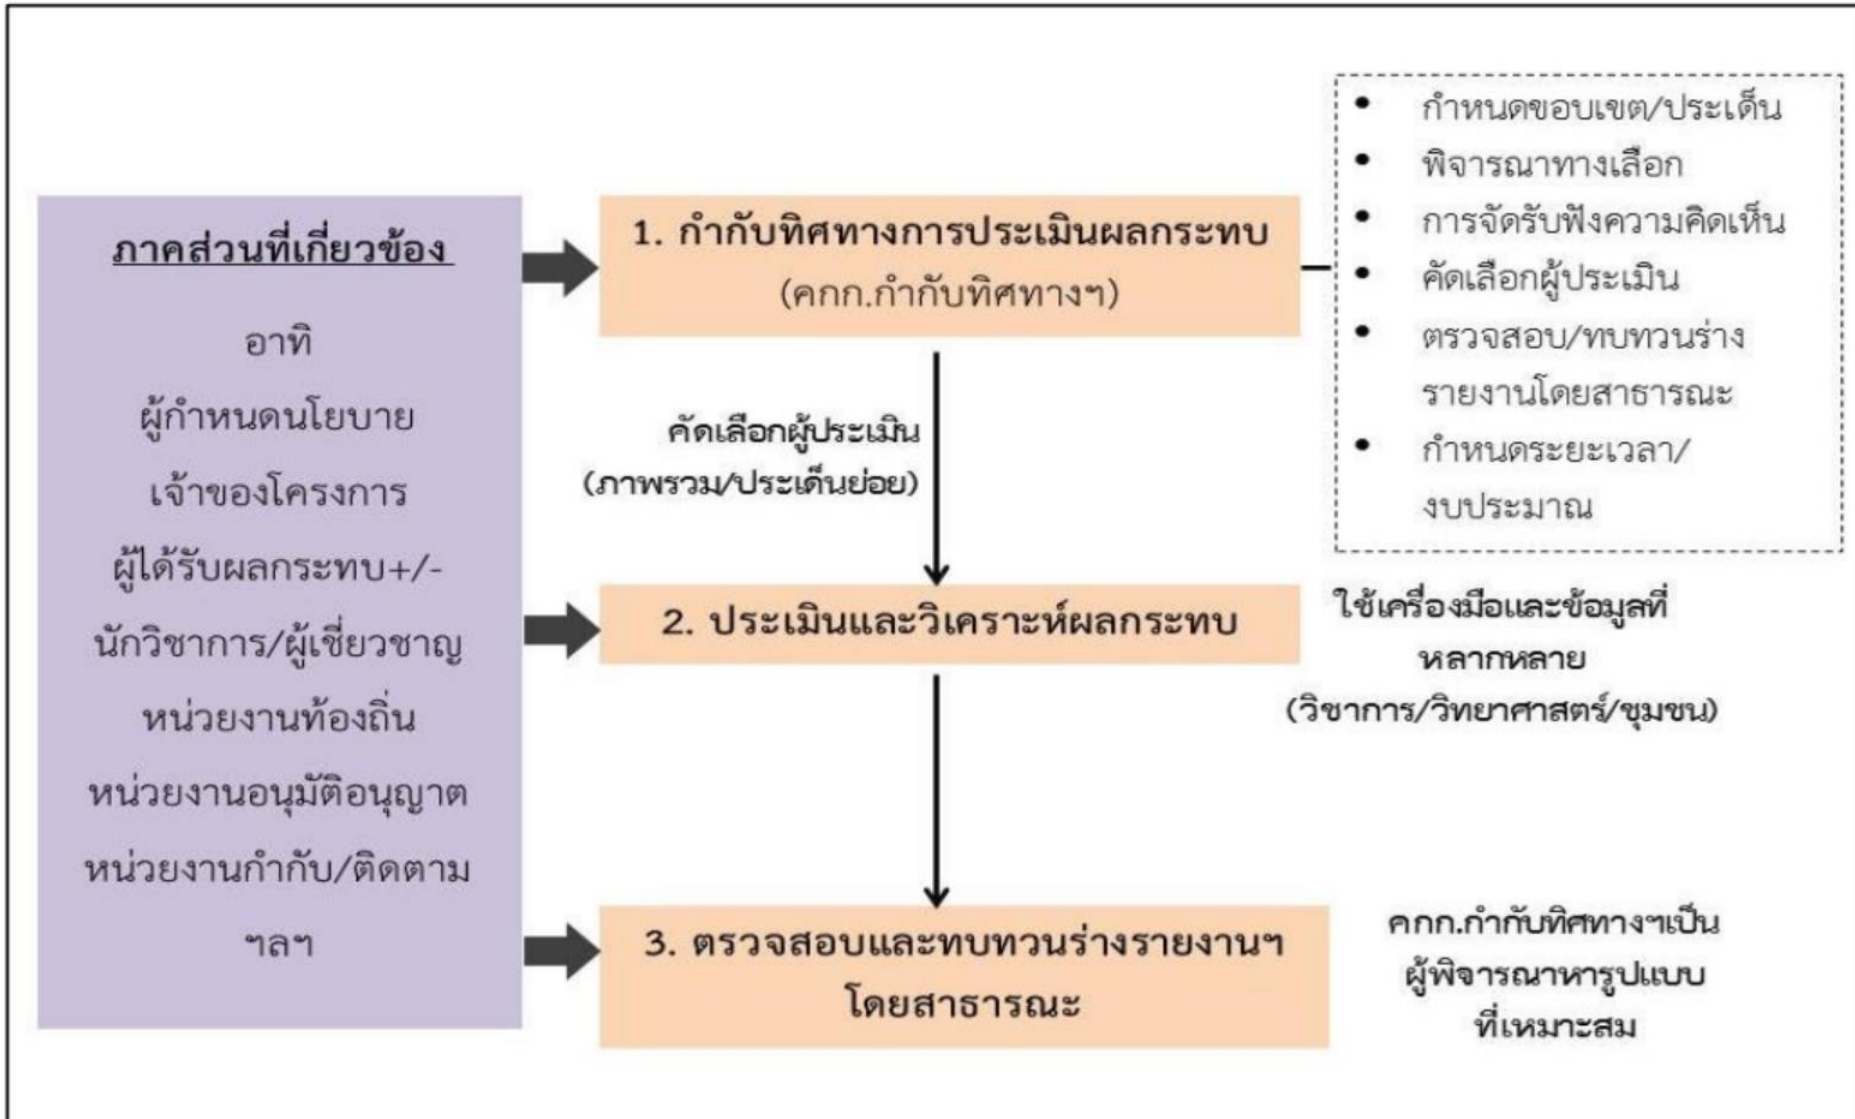 ภาคส่วนที่เกี่ยวข้อง
อาทิ
ผู้กำหนดนโยบาย
เจ้าของโครงการ
ผู้ได้รับผลกระทบ+/-
นักวิชาการ/ผู้เชี่ยวชาญ
หน่วยงานท้องถิ่น
หน่วยงานอนุมัติอนุญาต
หน่วยงานกำกับ/ติดตาม
ฯลฯ
1. กำกับทิศทางการประเมินผลกระทบ
(คกก.กำกับทิศทางฯ)
• กำหนดขอบเขต/ประเด็น
• พิจารณาทางเลือก
• การจัดรับฟังความคิดเห็น
• คัดเลือกผู้ประเมิน
• ตรวจสอบ/ทบทวนร่าง
รายงานโดยสาธารณะ
• กำหนดระยะเวลา/
งบประมาณ
คัดเลือกผู้ประเมิน
(ภาพรวม/ประเด็นย่อย)
2. ประเมินและวิเคราะห์ผลกระทบ
ใช้เครื่องมือและข้อมูลที่
หลากหลาย
(วิชาการ/วิทยาศาสตร์/ชุมชน)
3. ตรวจสอบและทบทวนร่างรายงานฯ
โดยสาธารณะ
คกก.กำกับทิศทางฯเป็น
ผู้พิจารณาหารูปแบบ
ที่เหมาะสม